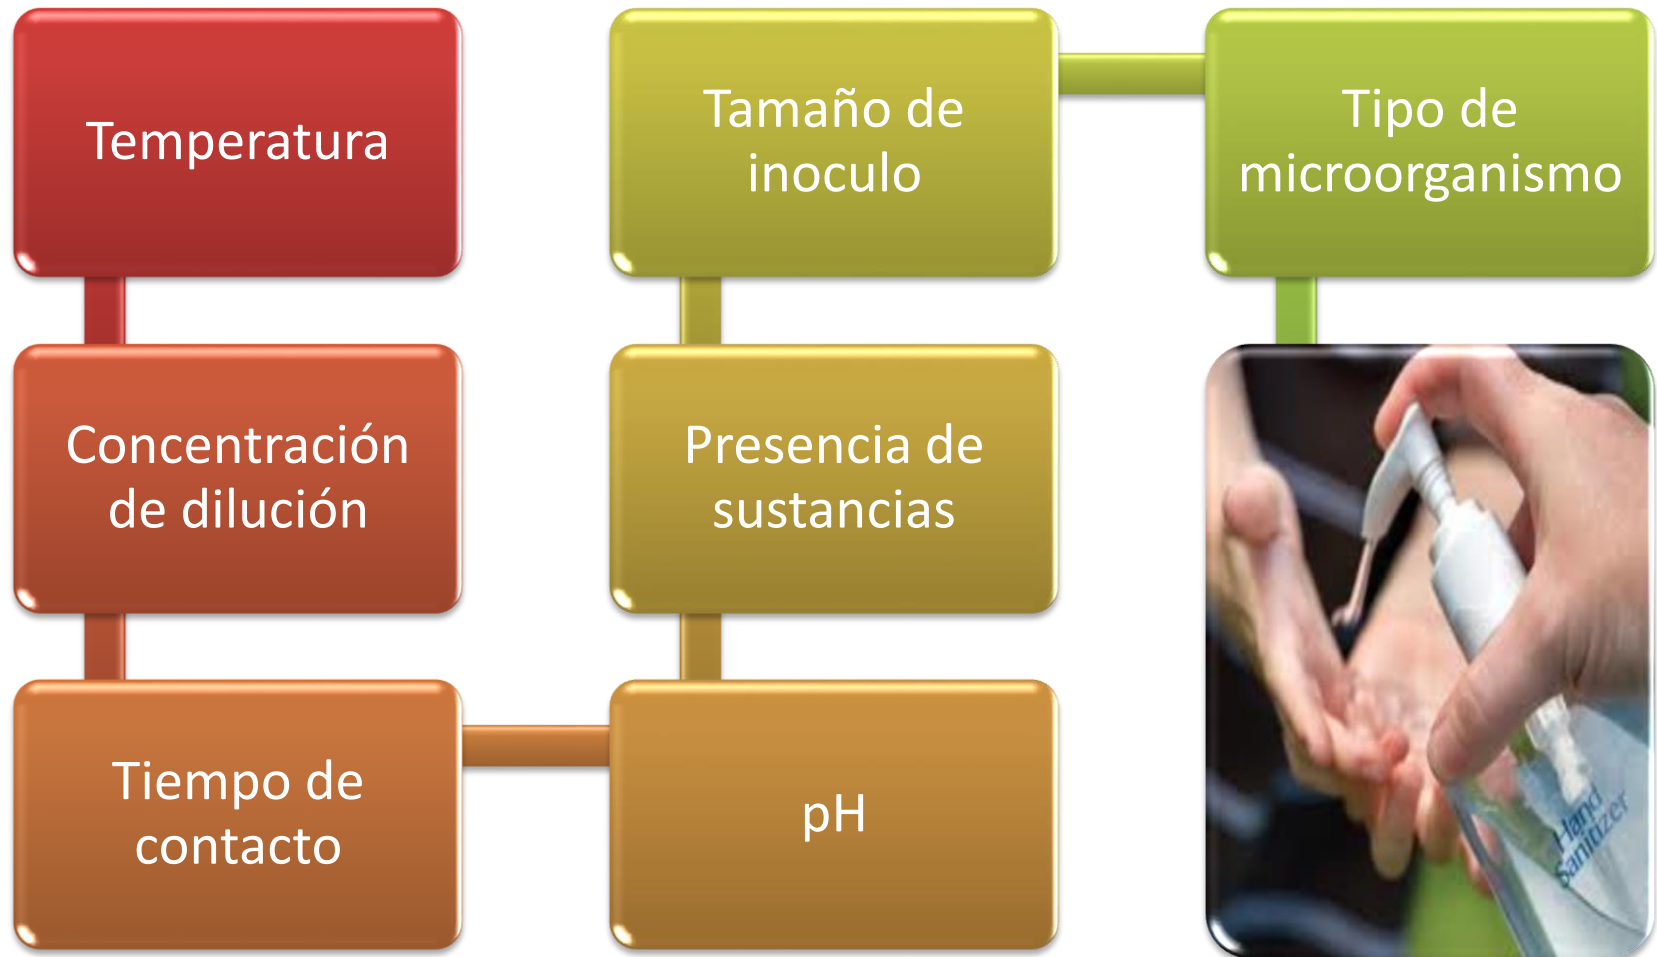 Temperatura
Concentración
de dilución
Tiempo de
contacto
pH
Presencia de
sustancias
Tamaño de
inoculo
Tipo de
microorganismo
Hand
Sanitizer